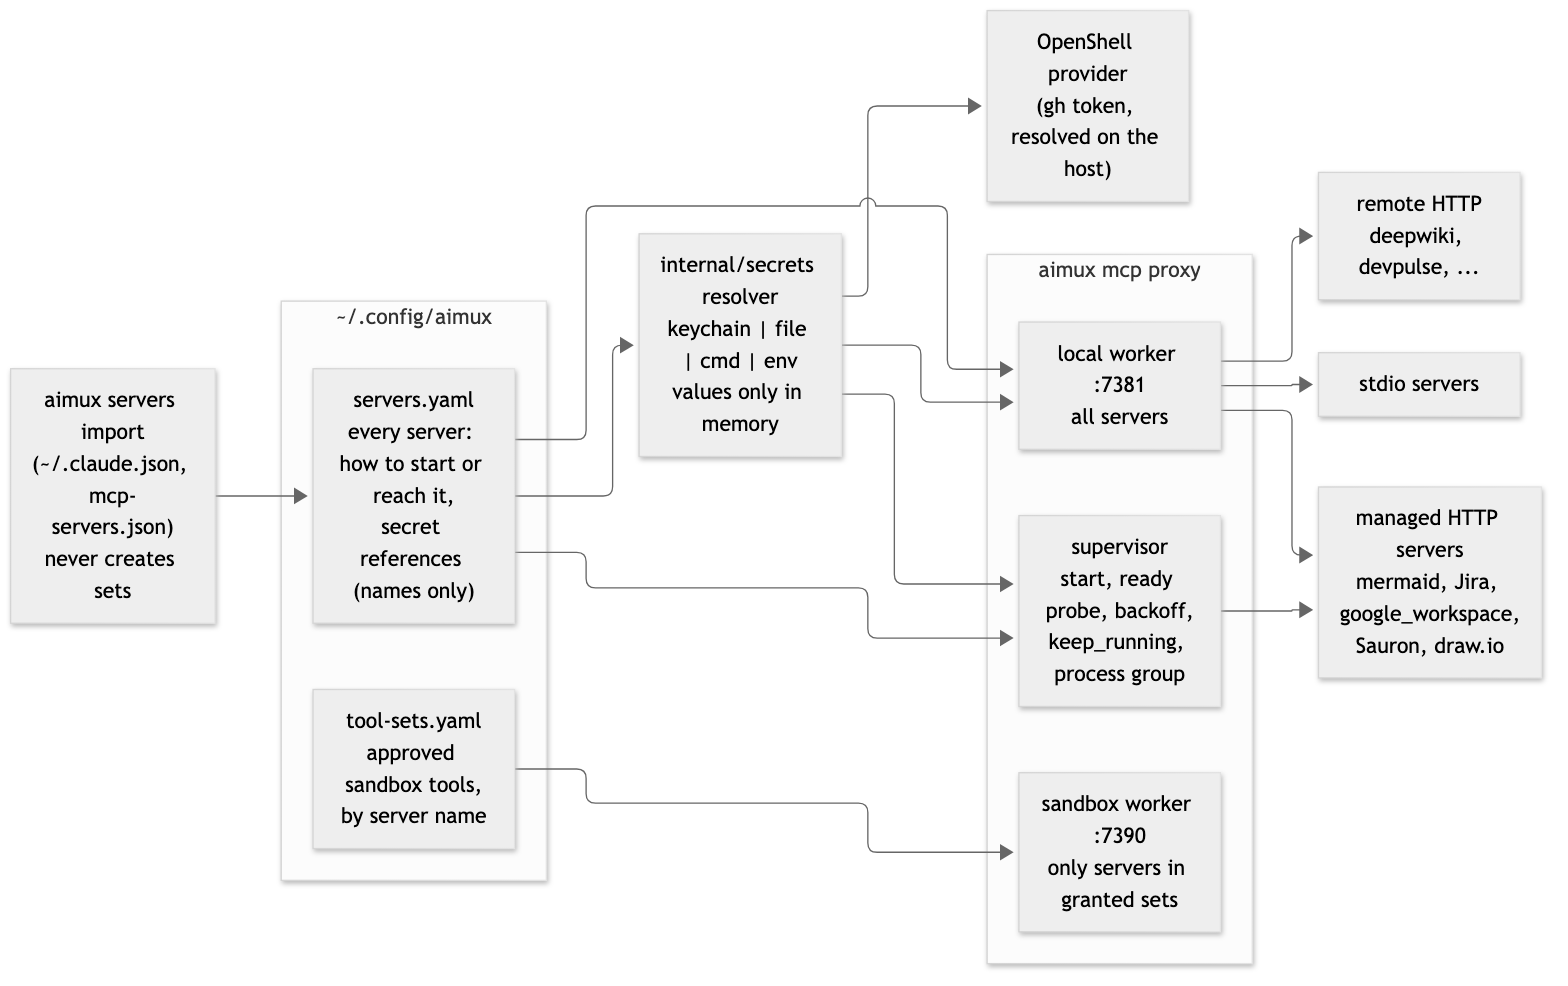 OpenShell
provider
(gh token,
resolved on the
host)
remote HTTP
deepwiki,
devpulse, ...
internal/secrets
resolver
keychain | file
| cmd | env
values only in
memory
aimux mcp proxy
local worker
:7381
all servers
stdio servers
~/.config/aimux
aimux servers
import
(~/.claude.json,
mcp-
servers.json)
never creates
sets
servers.yaml
every server:
how to start or
reach it,
secret
references
(names only)
managed HTTP
servers
mermaid, Jira,
google_workspace,
Sauron, draw.io
supervisor
start, ready
probe, backoff,
keep_running,
process group
tool-sets.yaml
approved
sandbox tools,
by server name
sandbox worker
:7390
only servers in
granted sets